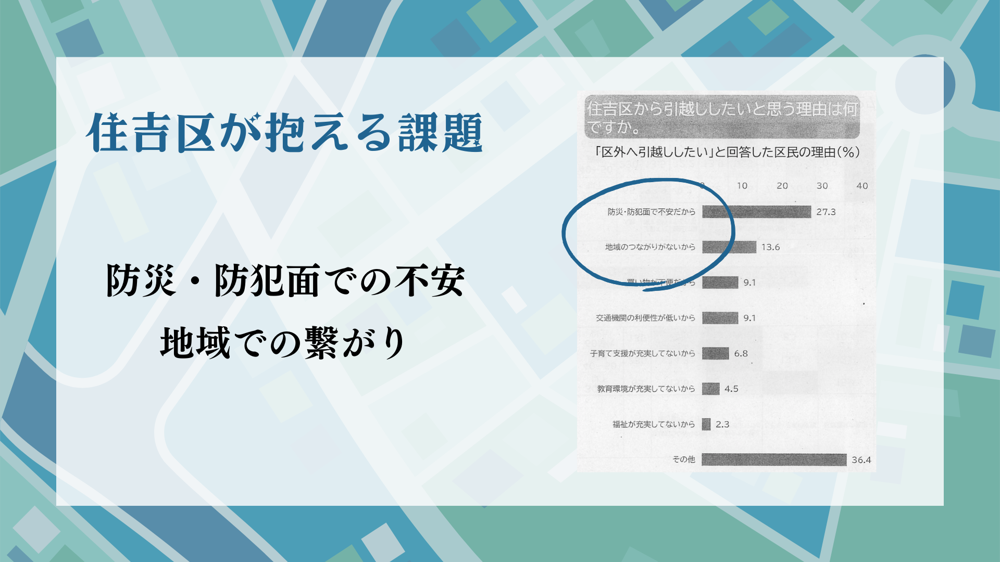 住吉区が抱える課題
防災・防犯面での不安
地域での繋がり
住吉区から引越ししたいと思う理由は何
ですか。
「区外へ引越ししたい」と回答した区民の理由(%)
0 10 20 30 40
防災・防犯面で不安だから 27.3
地域のつながりがないから 13.6
買い物が不便だから 9.1
交通機関の利便性が低いから 9.1
子育て支援が充実してないから 6.8
教育環境が充実してないから 4.5
福祉が充実してないから 2.3
その他 36.4